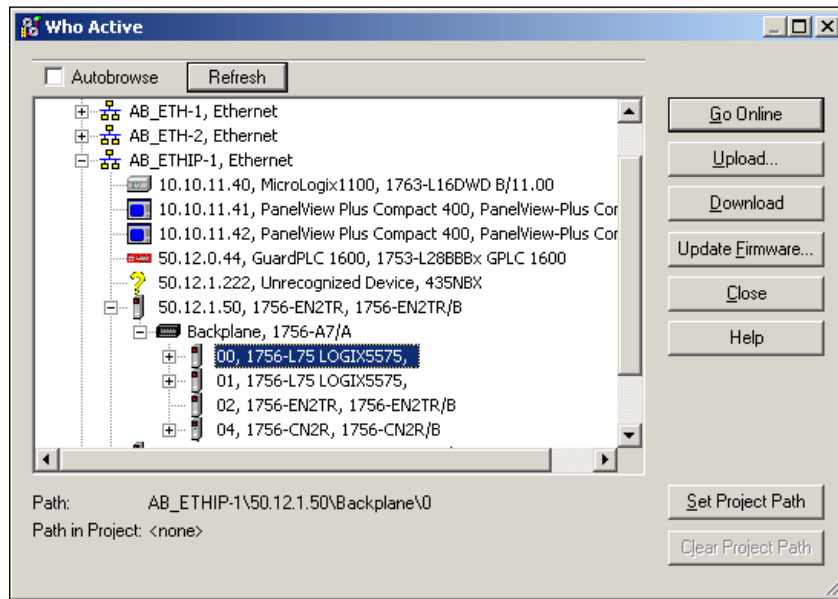 Who Active
Autobrowse
Refresh
AB_ETH-1, Ethernet
AB_ETH-2, Ethernet
AB_ETHIP-1, Ethernet
10.10.11.40, MicroLogix1100, 1763-L16DWD B/11.00
10.10.11.41, PanelView Plus Compact 400, PanelView-Plus Cor
10.10.11.42, PanelView Plus Compact 400, PanelView-Plus Cor
50.12.0.44, GuardPLC 1600, 1753-L28BBBx GPLC 1600
50.12.1.222, Unrecognized Device, 435NBX
50.12.1.50, 1756-EN2TR, 1756-EN2TR/B
Backplane, 1756-A7/A
00, 1756-L75 LOGIX5575,
01, 1756-L75 LOGIX5575,
02, 1756-EN2TR, 1756-EN2TR/B
04, 1756-CN2R, 1756-CN2R/B
Go Online
Upload...
Download
Update Firmware...
Close
Help
Path: AB_ETHIP-1\50.12.1.50\Backplane\0
Path in Project: <none>
Set Project Path
Clear Project Path